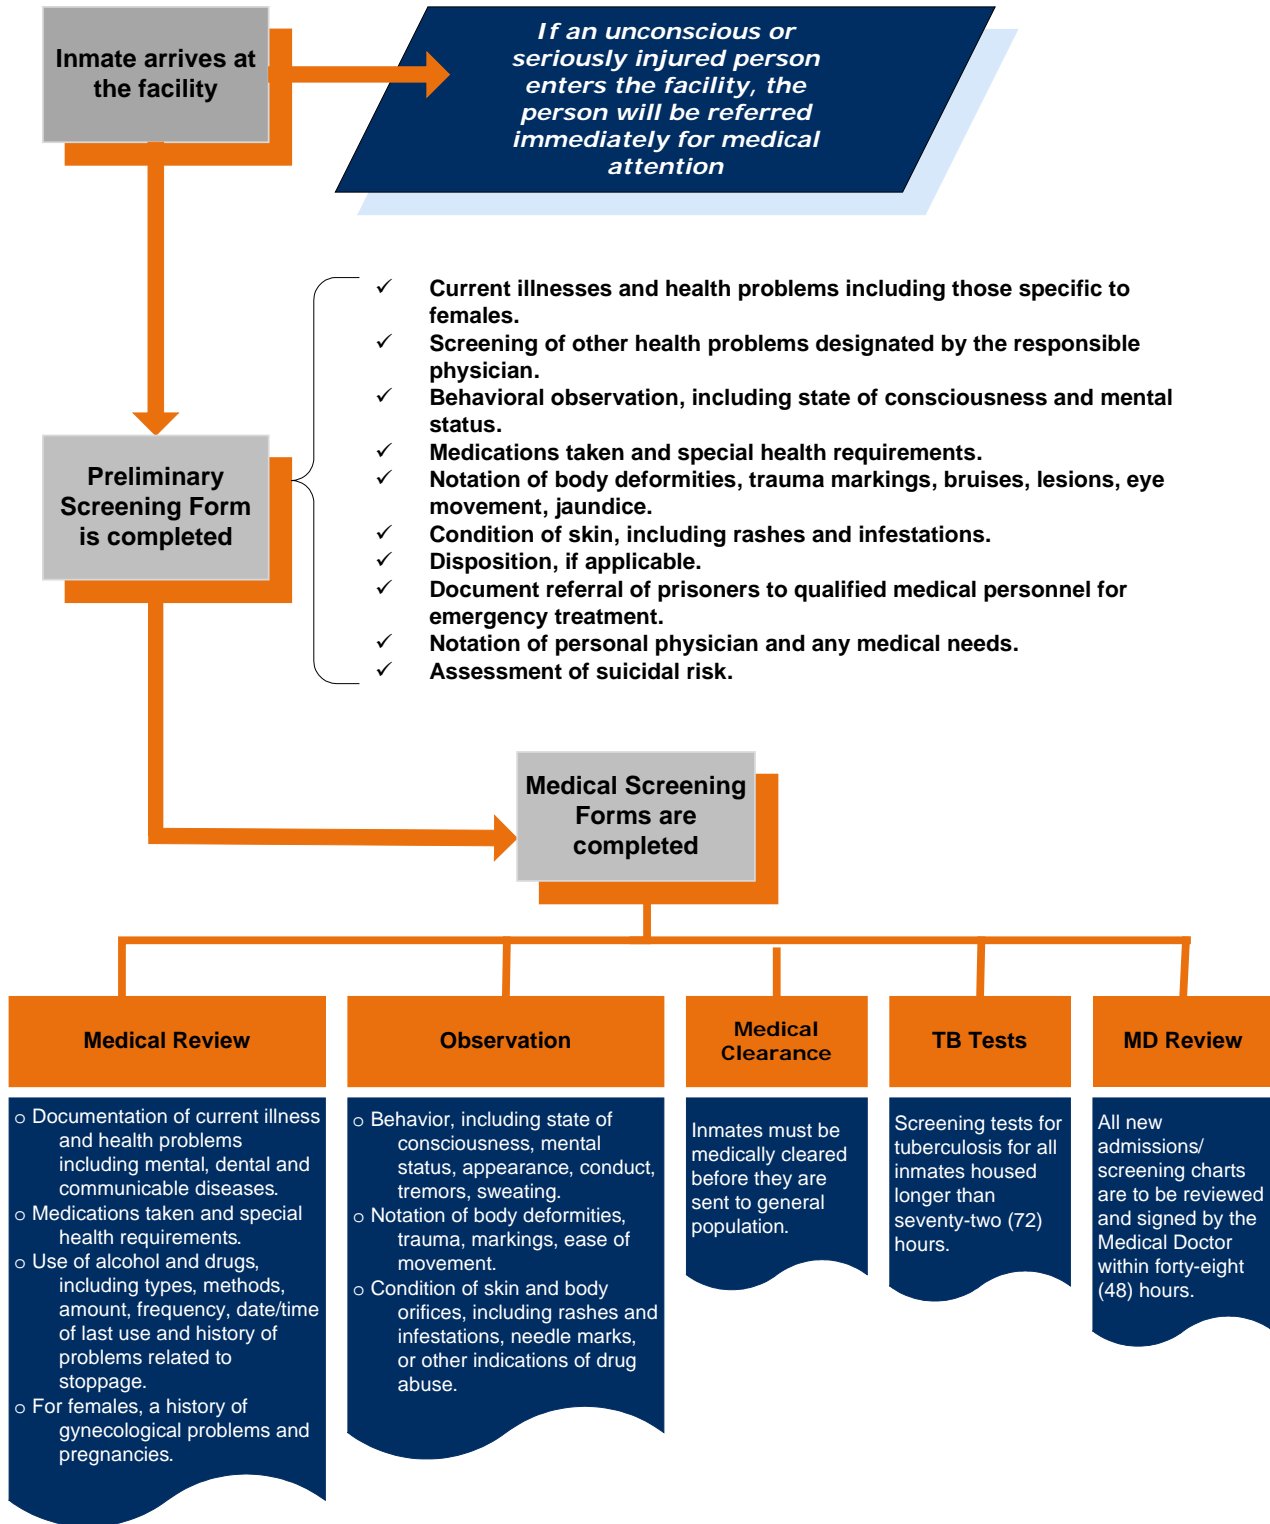 Inmate arrives at
the facility
If an unconscious or
seriously injured person
enters the facility, the
person will be referred
immediately for medical
attention
✓ Current illnesses and health problems including those specific to
females.
✓ Screening of other health problems designated by the responsible
physician.
✓ Behavioral observation, including state of consciousness and mental
status.
✓ Medications taken and special health requirements.
✓ Notation of body deformities, trauma markings, bruises, lesions, eye
movement, jaundice.
✓ Condition of skin, including rashes and infestations.
✓ Disposition, if applicable.
✓ Document referral of prisoners to qualified medical personnel for
emergency treatment.
✓ Notation of personal physician and any medical needs.
✓ Assessment of suicidal risk.
Preliminary
Screening Form
is completed
Medical Screening
Forms are
completed
Medical Review
o Documentation of current illness
and health problems
including mental, dental and
communicable diseases.
o Medications taken and special
health requirements.
o Use of alcohol and drugs,
including types, methods,
amount, frequency, date/time
of last use and history of
problems related to
stoppage.
o For females, a history of
gynecological problems and
pregnancies.
Observation
o Behavior, including state of
consciousness, mental
status, appearance, conduct,
tremors, sweating.
o Notation of body deformities,
trauma, markings, ease of
movement.
o Condition of skin and body
orifices, including rashes and
infestations, needle marks,
or other indications of drug
abuse.
Medical
Clearance
Inmates must be
medically cleared
before they are
sent to general
population.
TB Tests
Screening tests for
tuberculosis for all
inmates housed
longer than
seventy-two (72)
hours.
MD Review
All new
admissions/
screening charts
are to be reviewed
and signed by the
Medical Doctor
within forty-eight
(48) hours.